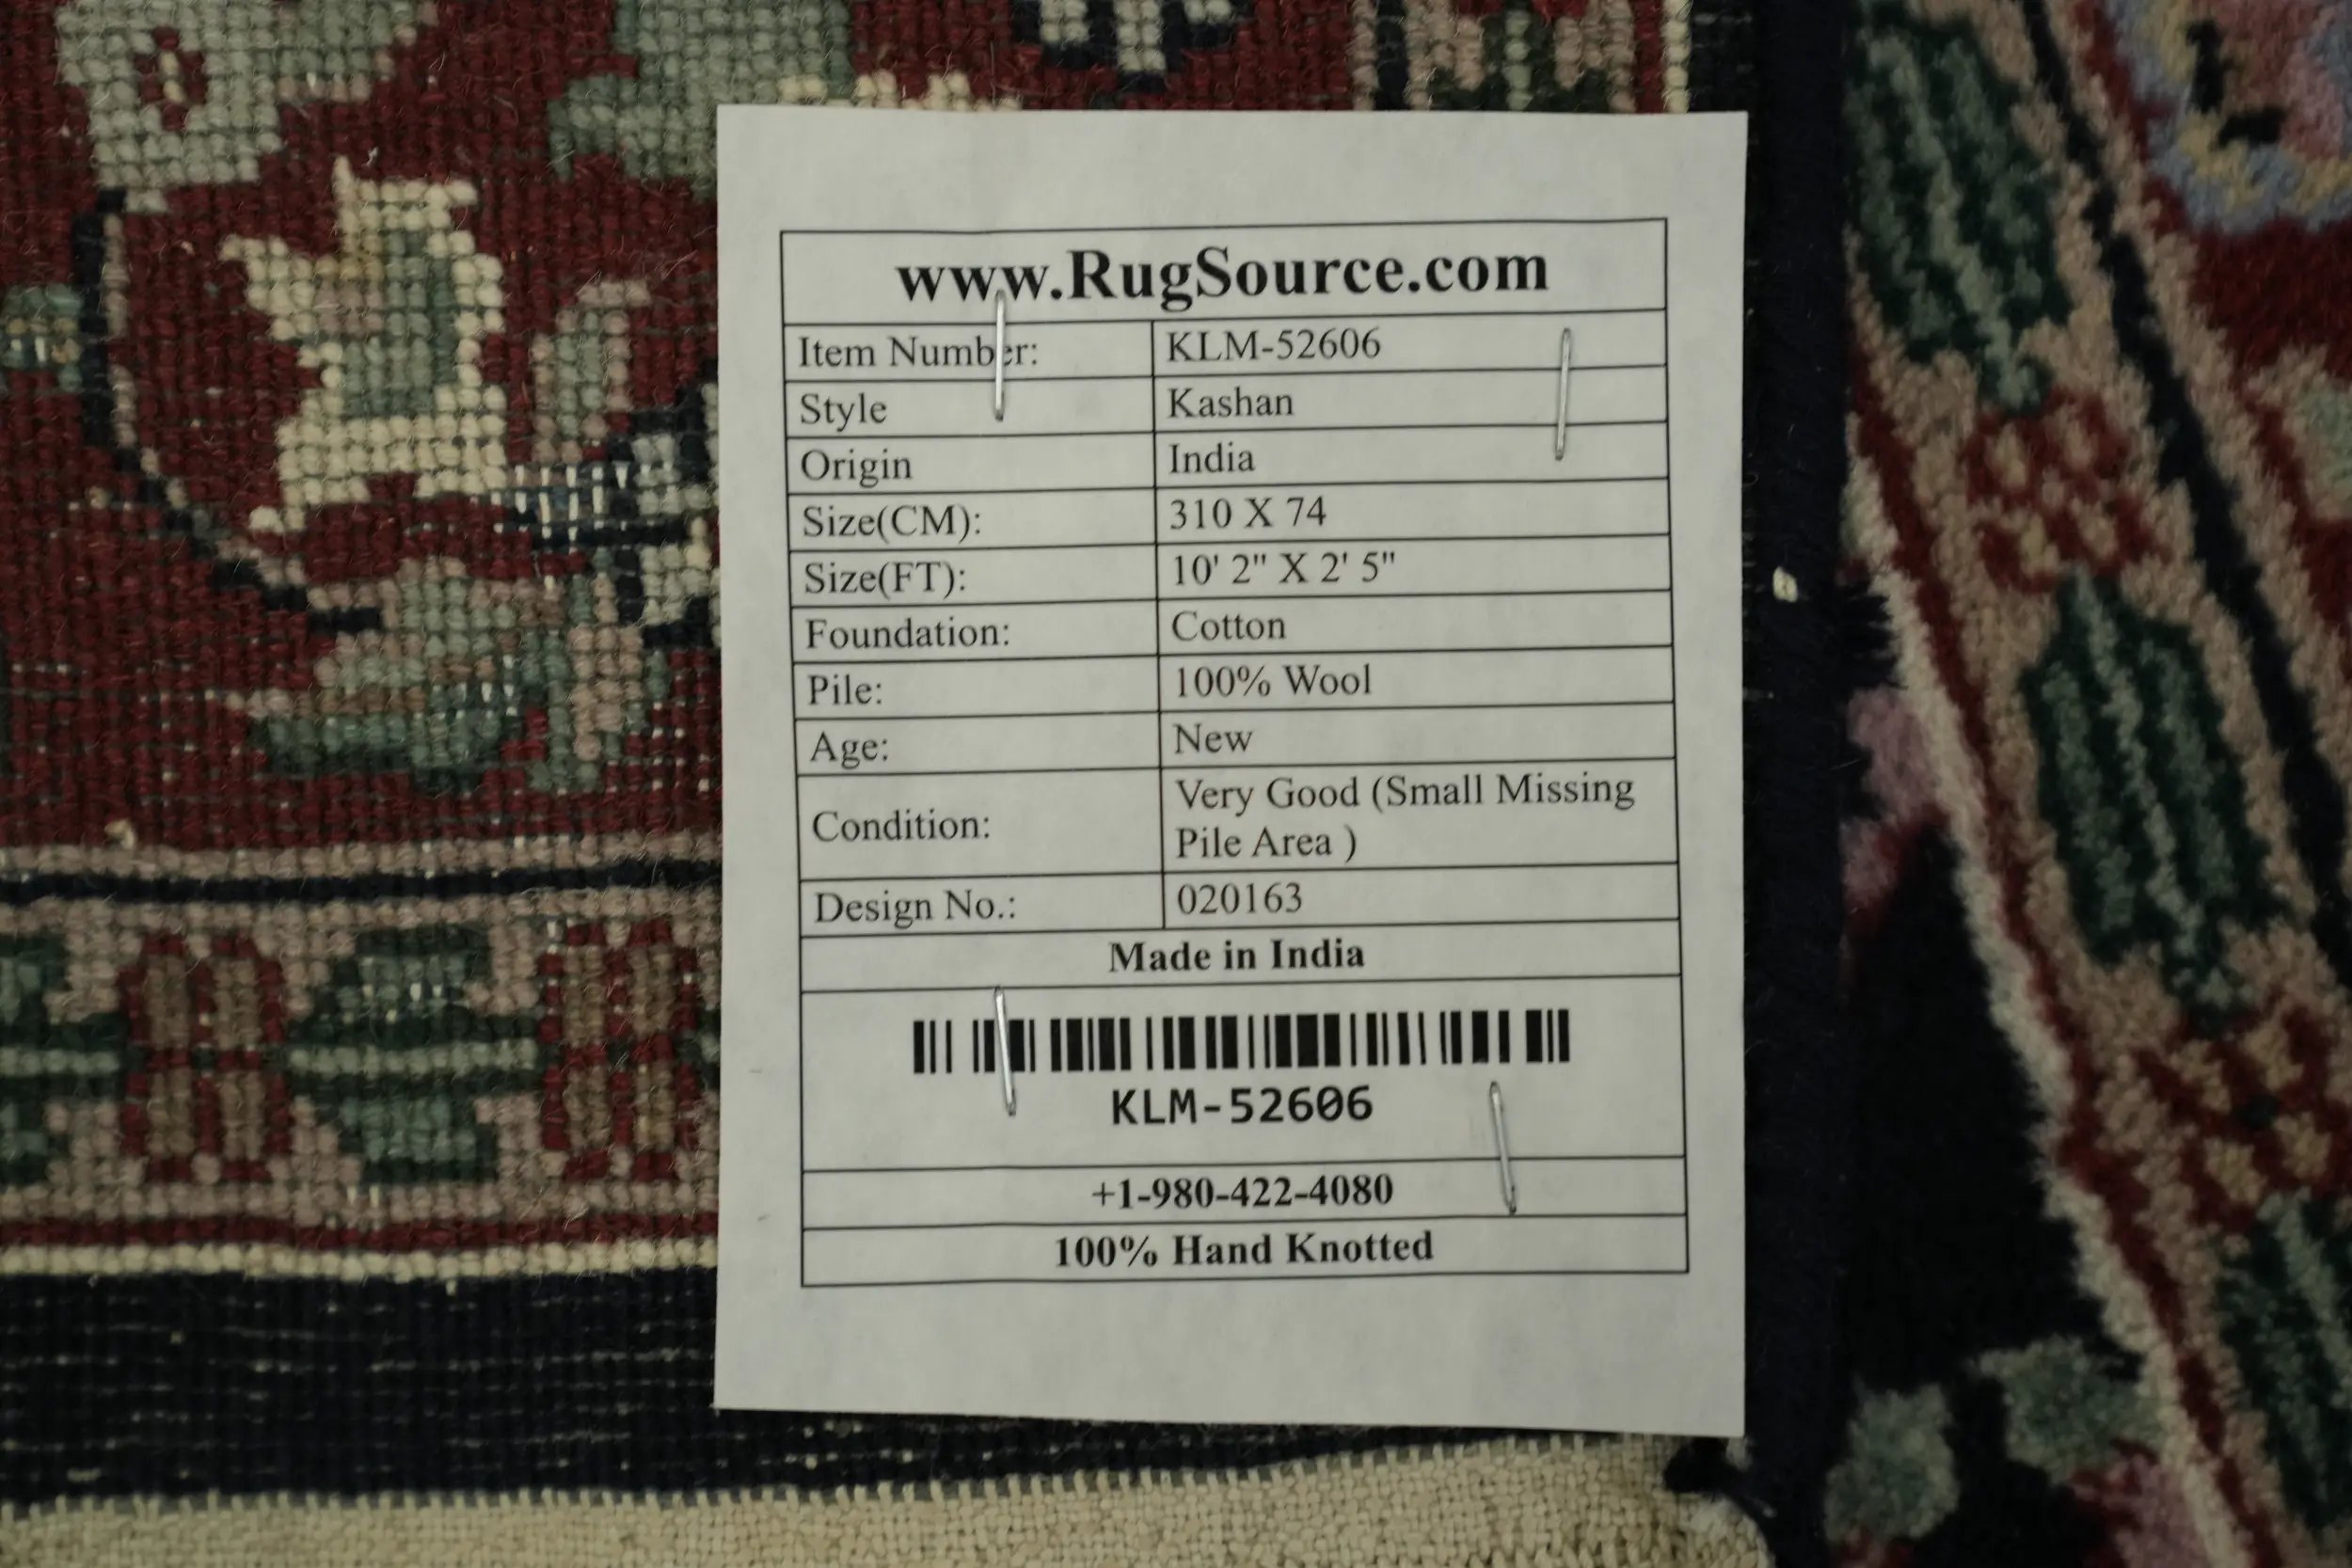 www.RugSource.com
Item Number: KLM-52606
Style Kashan
Origin India
Size(CM): 310 X 74
Size(FT): 10' 2" X 2' 5"
Foundation: Cotton
Pile: 100% Wool
Age: New
Condition: Very Good (Small Missing
Pile Area )
Design No.: 020163
Made in India
KLM-52606
+1-980-422-4080
100% Hand Knotted